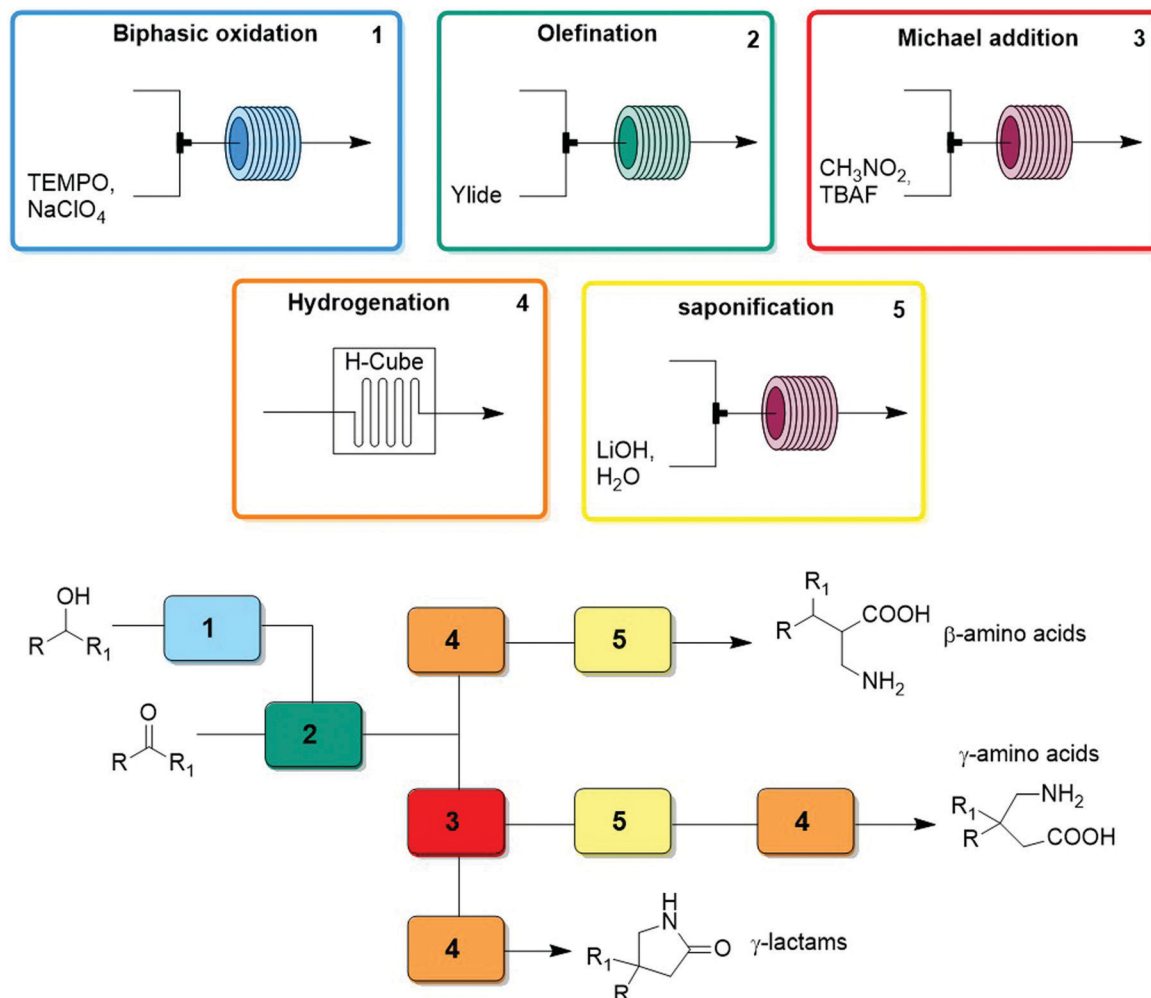 Biphasic oxidation 1
TEMPO,
NaClO4
Olefination 2
Ylide
Michael addition 3
CH3NO2,
TBAF
Hydrogenation 4
H-Cube
saponification 5
LiOH,
H2O
OH
R R1
1
4
5
R1
R
COOH
NH2
β-amino acids
O
R R1
2
3
5
4
γ-amino acids
NH2
R1
R
COOH
4
H
N
O
R1
R
γ-lactams